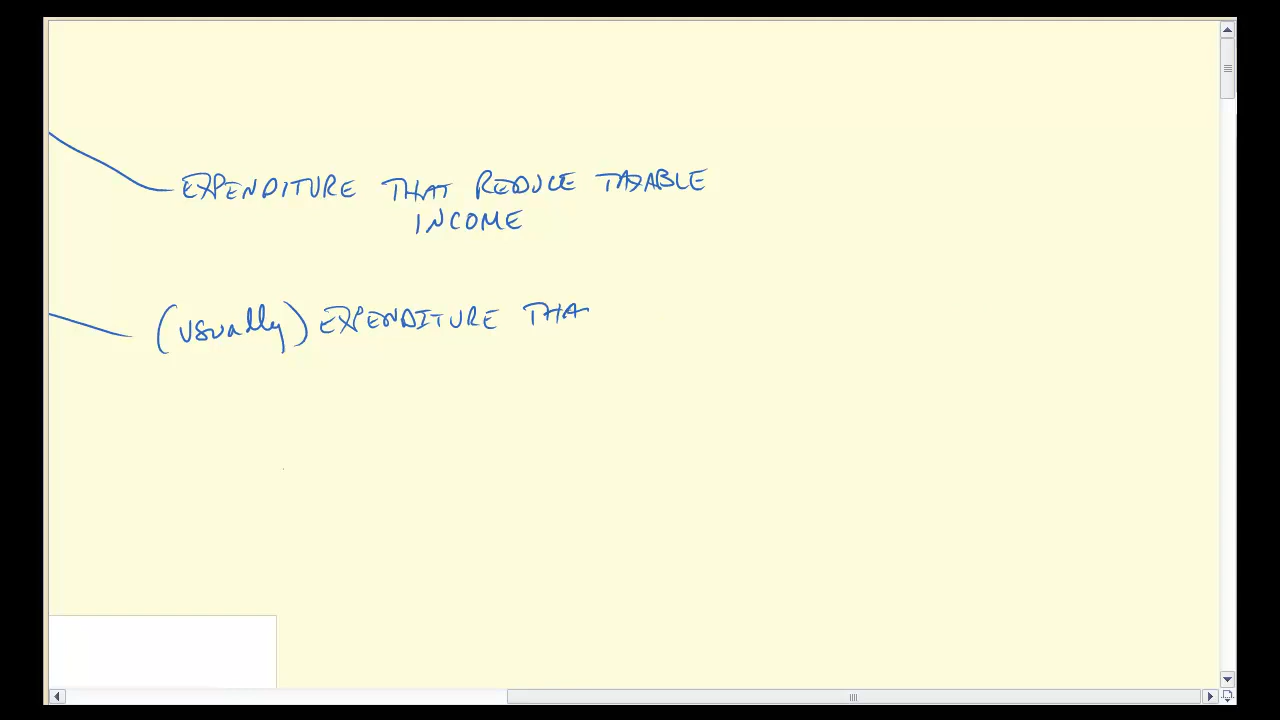 EXPENDITURE THAT REDUCE TAXABLE
INCOME
(usually) EXPENDITURE THA